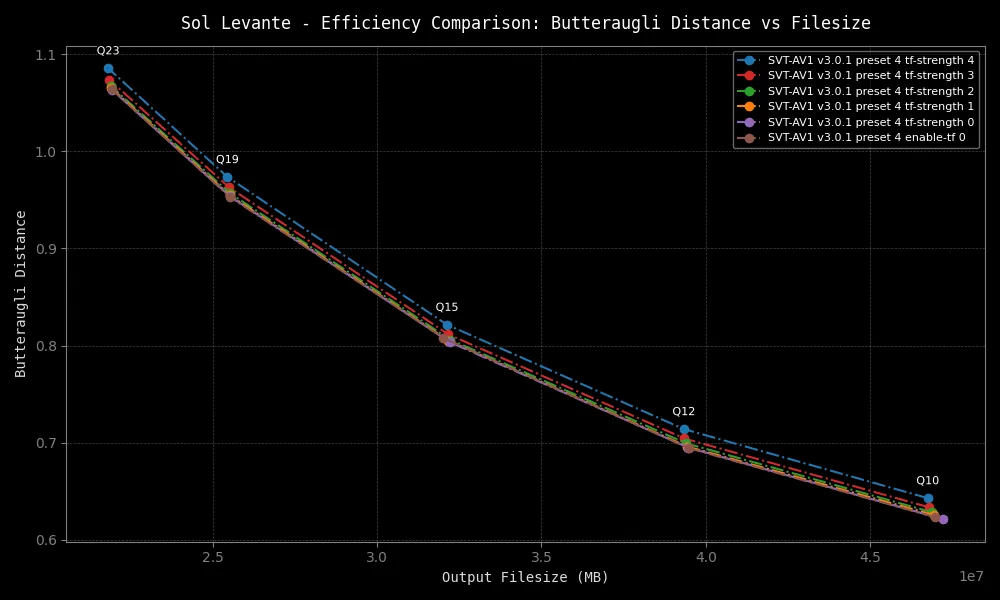 Sol Levante - Efficiency Comparison: Butteraugli Distance vs Filesize
Q23
Q19
Q15
Q12
Q10
SVT-AV1 v3.0.1 preset 4 tf-strength 4
SVT-AV1 v3.0.1 preset 4 tf-strength 3
SVT-AV1 v3.0.1 preset 4 tf-strength 2
SVT-AV1 v3.0.1 preset 4 tf-strength 1
SVT-AV1 v3.0.1 preset 4 tf-strength 0
SVT-AV1 v3.0.1 preset 4 enable-tf 0
Butteraugli Distance
1.1
1.0
0.9
0.8
0.7
0.6
2.5
3.0
3.5
4.0
4.5
1e7
Output Filesize (MB)